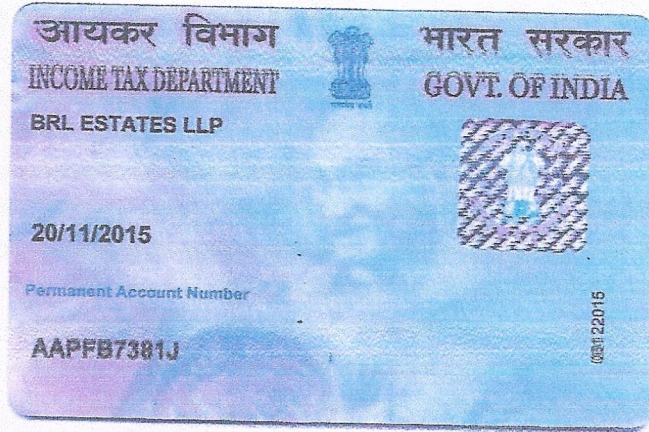 आयकर विभाग
भारत सरकार
INCOME TAX DEPARTMENT
GOVT. OF INDIA
BRL ESTATES LLP
20/11/2015
Permanent Account Number
AAPFB7381J